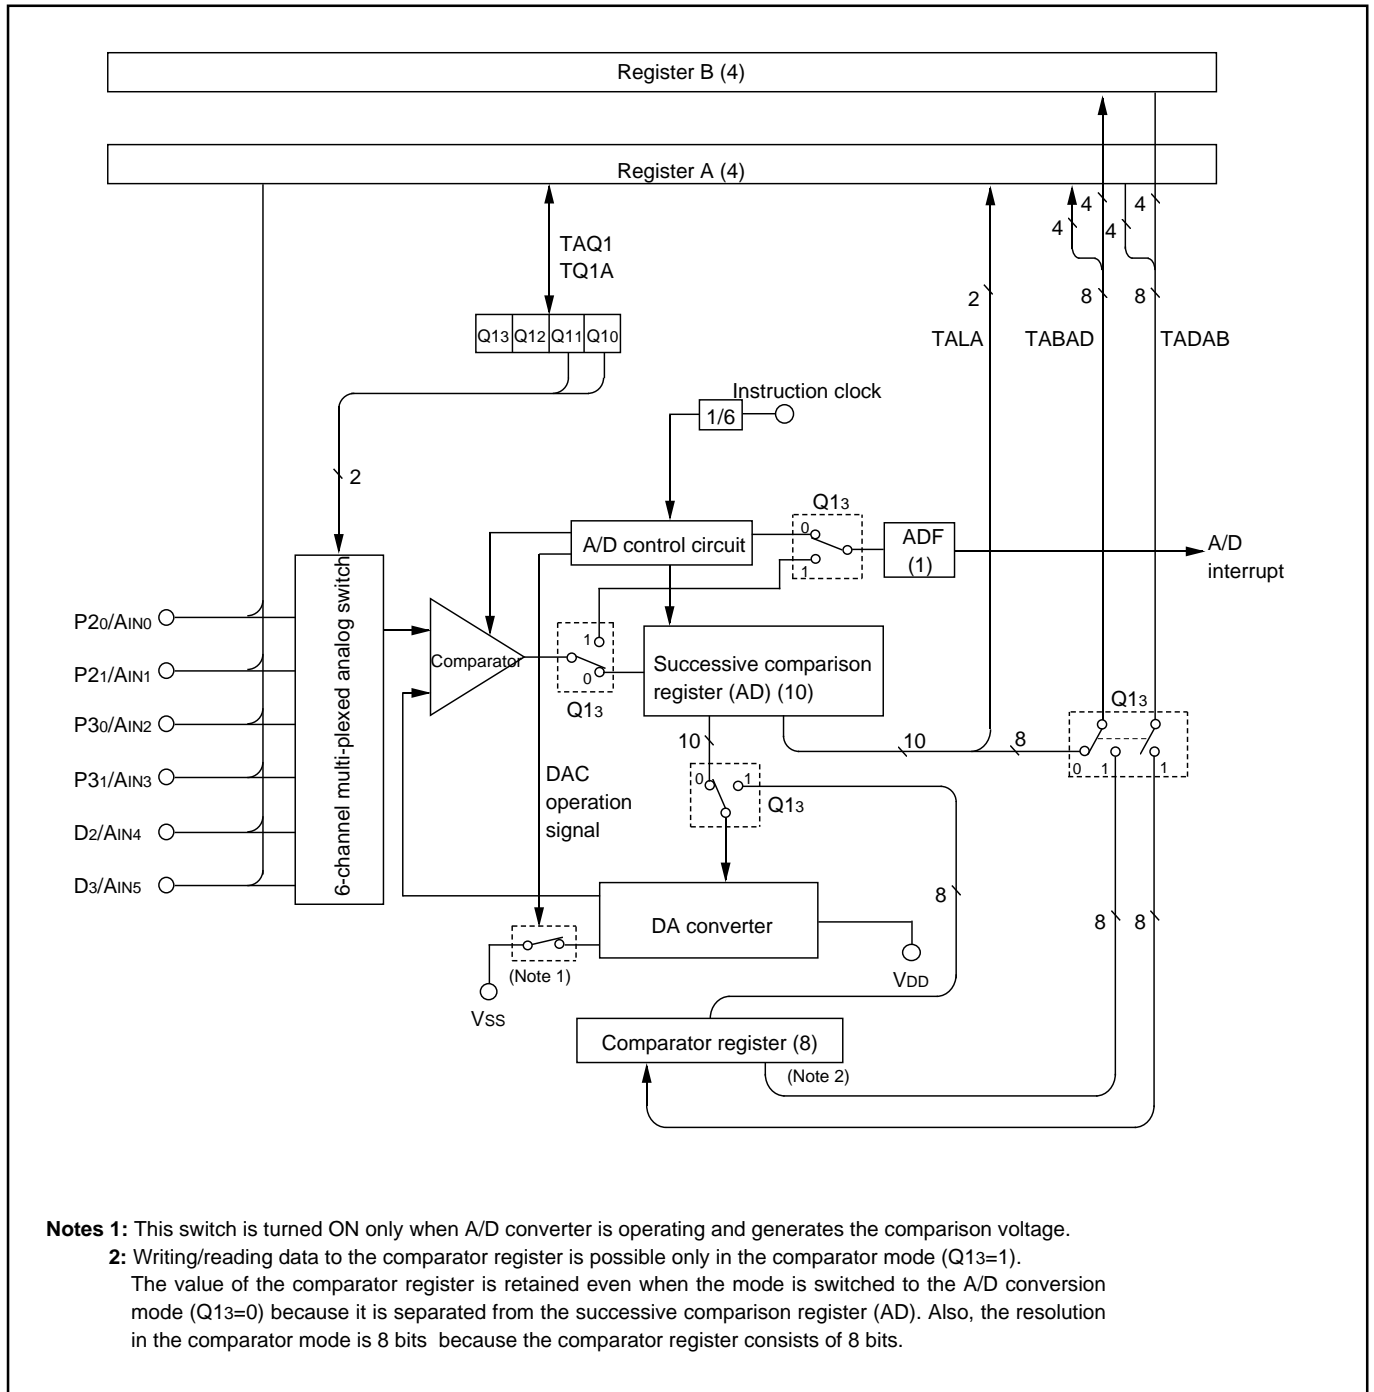 Register B (4)
Register A (4)
TAQ1
TQ1A
4
4
4
4
2
8
8
TALA
TABAD
TADAB
Q13
Q12
Q11
Q10
Instruction clock
1/6
2
Q13
0
1
A/D control circuit
ADF
(1)
A/D
interrupt
6-channel multi-plexed analog switch
P20/AIN0
P21/AIN1
P30/AIN2
P31/AIN3
D2/AIN4
D3/AIN5
Comparator
1
0
Q13
Successive comparison
register (AD) (10)
Q13
0
1
1
10
10
8
DAC
operation
signal
0
1
Q13
8
8
8
DA converter
(Note 1)
VSS
VDD
Comparator register (8)
(Note 2)
Notes 1: This switch is turned ON only when A/D converter is operating and generates the comparison voltage.
2: Writing/reading data to the comparator register is possible only in the comparator mode (Q13=1).
The value of the comparator register is retained even when the mode is switched to the A/D conversion
mode (Q13=0) because it is separated from the successive comparison register (AD). Also, the resolution
in the comparator mode is 8 bits because the comparator register consists of 8 bits.